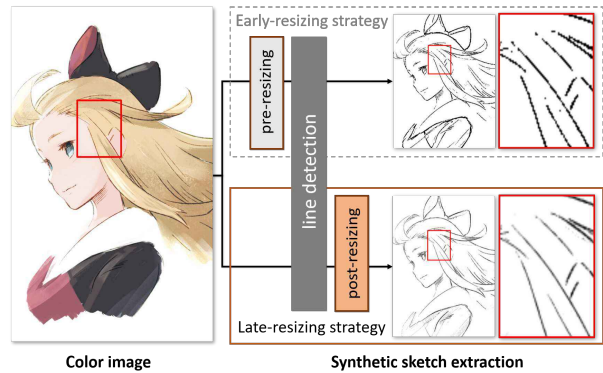 Early-resizing strategy
pre-resizing
line detection
post-resizing
Late-resizing strategy
Color image
Synthetic sketch extraction